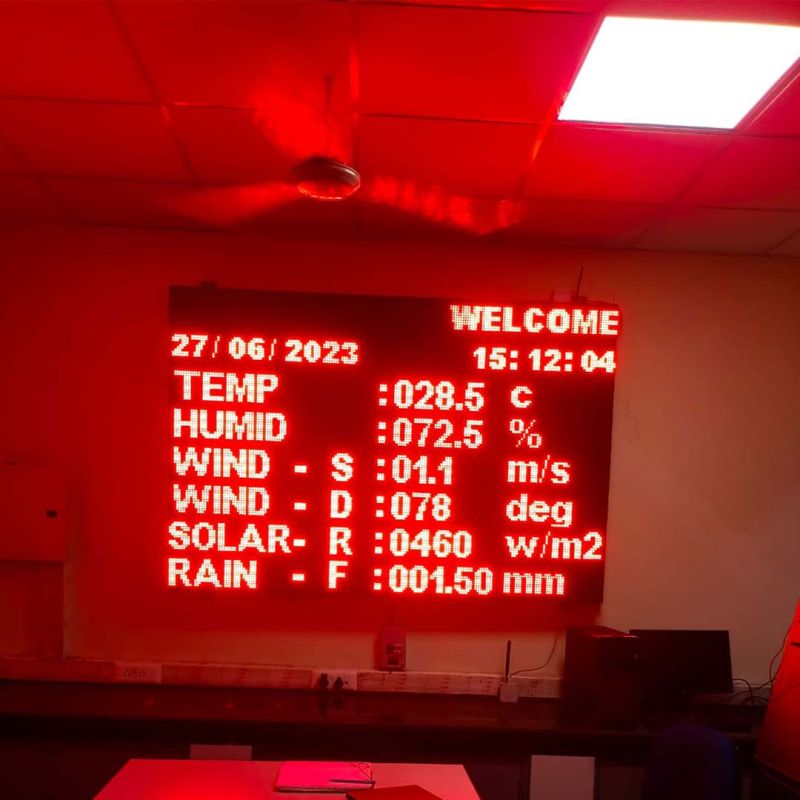 WELCOME
27/06/2023 15:12:04
TEMP :028.5 c
HUMID :072.5 %
WIND - S :01.1 m/s
WIND - D :078 deg
SOLAR- R :0460 w/m2
RAIN - F :001.50 mm